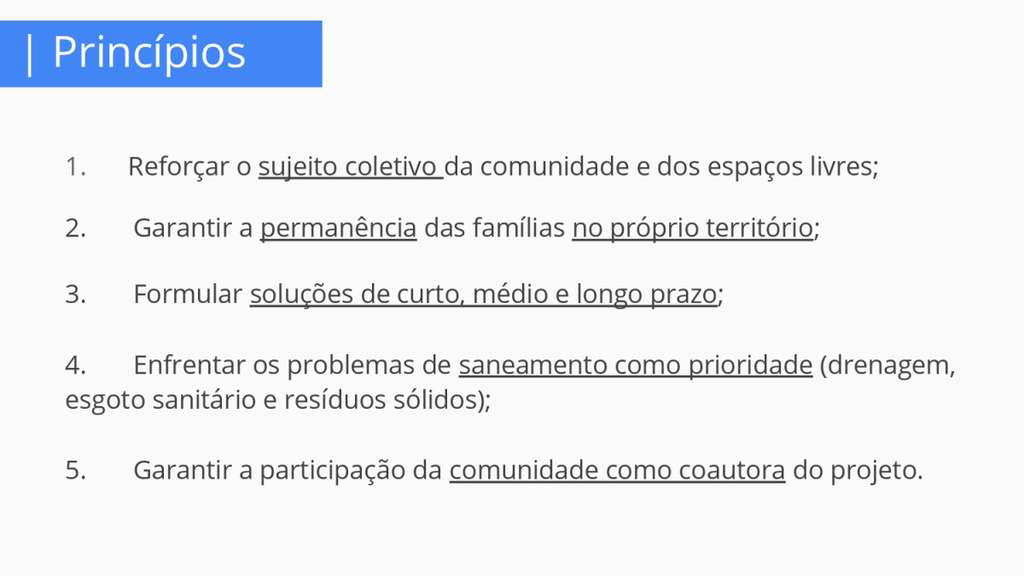 | Princípios
1. Reforçar o sujeito coletivo da comunidade e dos espaços livres;
2. Garantir a permanência das famílias no próprio território;
3. Formular soluções de curto, médio e longo prazo;
4. Enfrentar os problemas de saneamento como prioridade (drenagem,
esgoto sanitário e resíduos sólidos);
5. Garantir a participação da comunidade como coautora do projeto.